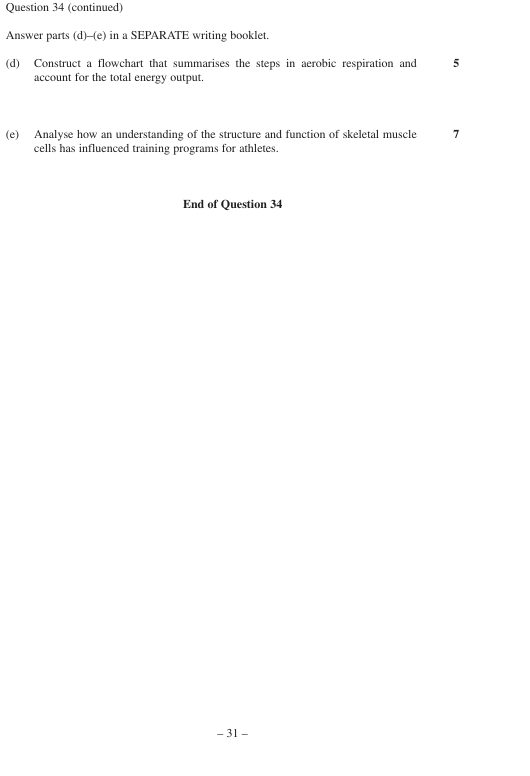 Question 34 (continued)
Answer parts (d)–(e) in a SEPARATE writing booklet.
(d) Construct a flowchart that summarises the steps in aerobic respiration and 5
account for the total energy output.
(e) Analyse how an understanding of the structure and function of skeletal muscle 7
cells has influenced training programs for athletes.
End of Question 34
– 31 –